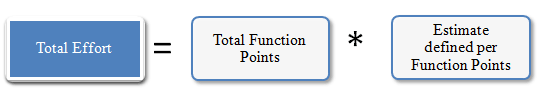 Total Effort
=
Total Function
Points
*
Estimate
defined per
Function Points